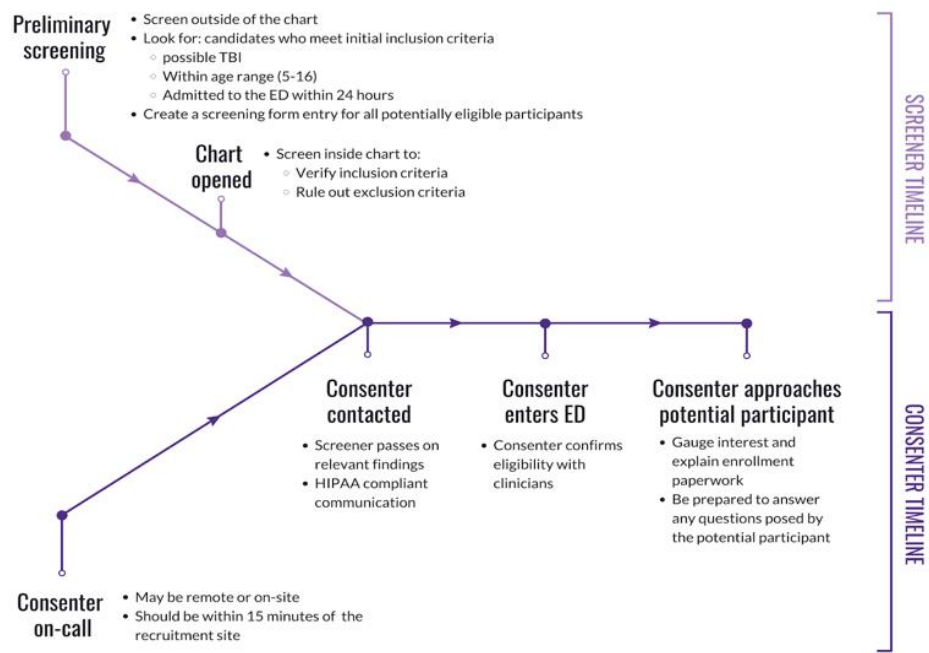 Preliminary
screening
• Screen outside of the chart
• Look for: candidates who meet initial inclusion criteria
◦ possible TBI
◦ Within age range (5-16)
◦ Admitted to the ED within 24 hours
• Create a screening form entry for all potentially eligible participants
Chart
opened
• Screen inside chart to:
◦ Verify inclusion criteria
◦ Rule out exclusion criteria
SCREENER TIMELINE
Consenter
contacted
• Screener passes on
relevant findings
• HIPAA compliant
communication
Consenter
enters ED
• Consenter confirms
eligibility with
clinicians
Consenter approaches
potential participant
• Gauge interest and
explain enrollment
paperwork
• Be prepared to answer
any questions posed by
the potential participant
CONSENTER TIMELINE
Consenter
on-call
• May be remote or on-site
• Should be within 15 minutes of the
recruitment site